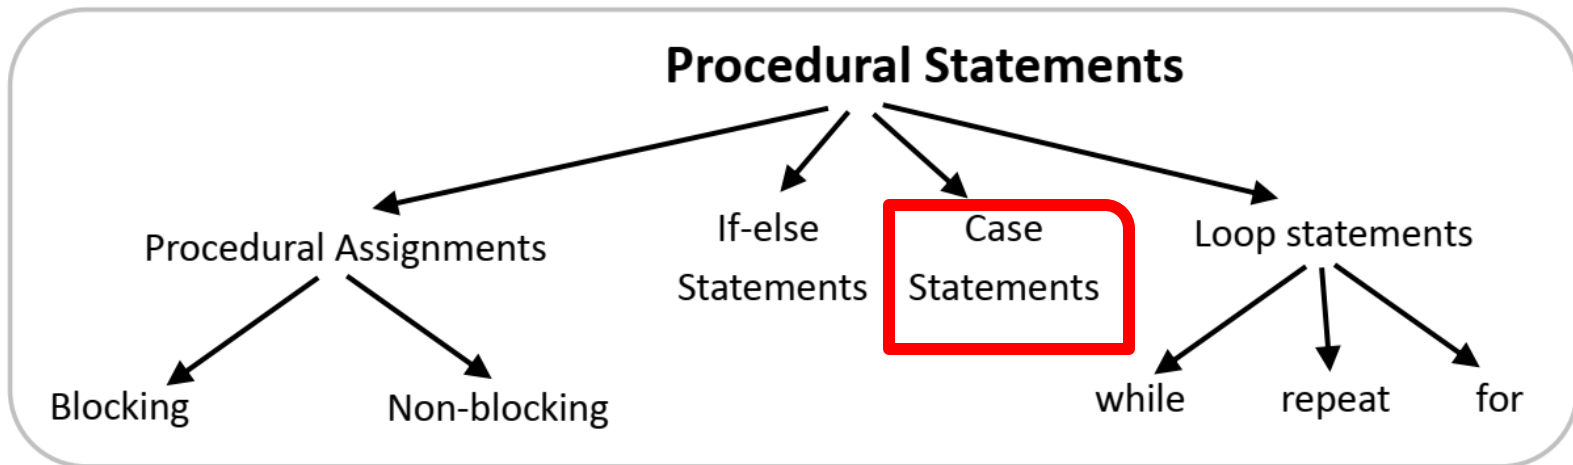 Procedural Statements
Procedural Assignments
If-else
Statements
Case
Statements
Loop statements
Blocking
Non-blocking
while
repeat
for